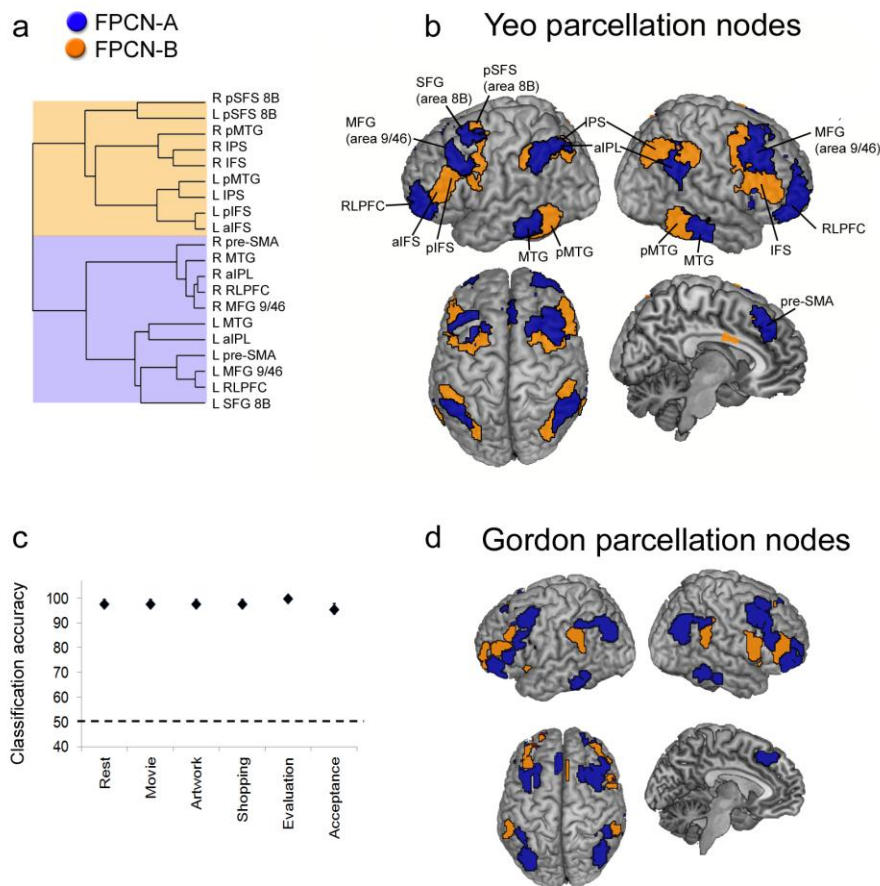 a
FPCN-A
FPCN-B
R pSFS 8B
L pSFS 8B
R pMTG
R IPS
R IFS
L pMTG
L IPS
L pIFS
L aIFS
R pre-SMA
R MTG
R aIPL
R RLPFC
R MFG 9/46
L MTG
L aIPL
L pre-SMA
L MFG 9/46
L RLPFC
L SFG 8B
b Yeo parcellation nodes
pSFS
(area 8B)
SFG
(area 8B)
MFG
(area 9/46)
RLPFC
aIFS
pIFS
MTG
pMTG
IPS
aIPL
MFG
(area 9/46)
RLPFC
IFS
pMTG
MTG
pre-SMA
c
Classification accuracy
100
90
80
70
60
50
40
Rest
Movie
Artwork
Shopping
Evaluation
Acceptance
d Gordon parcellation nodes